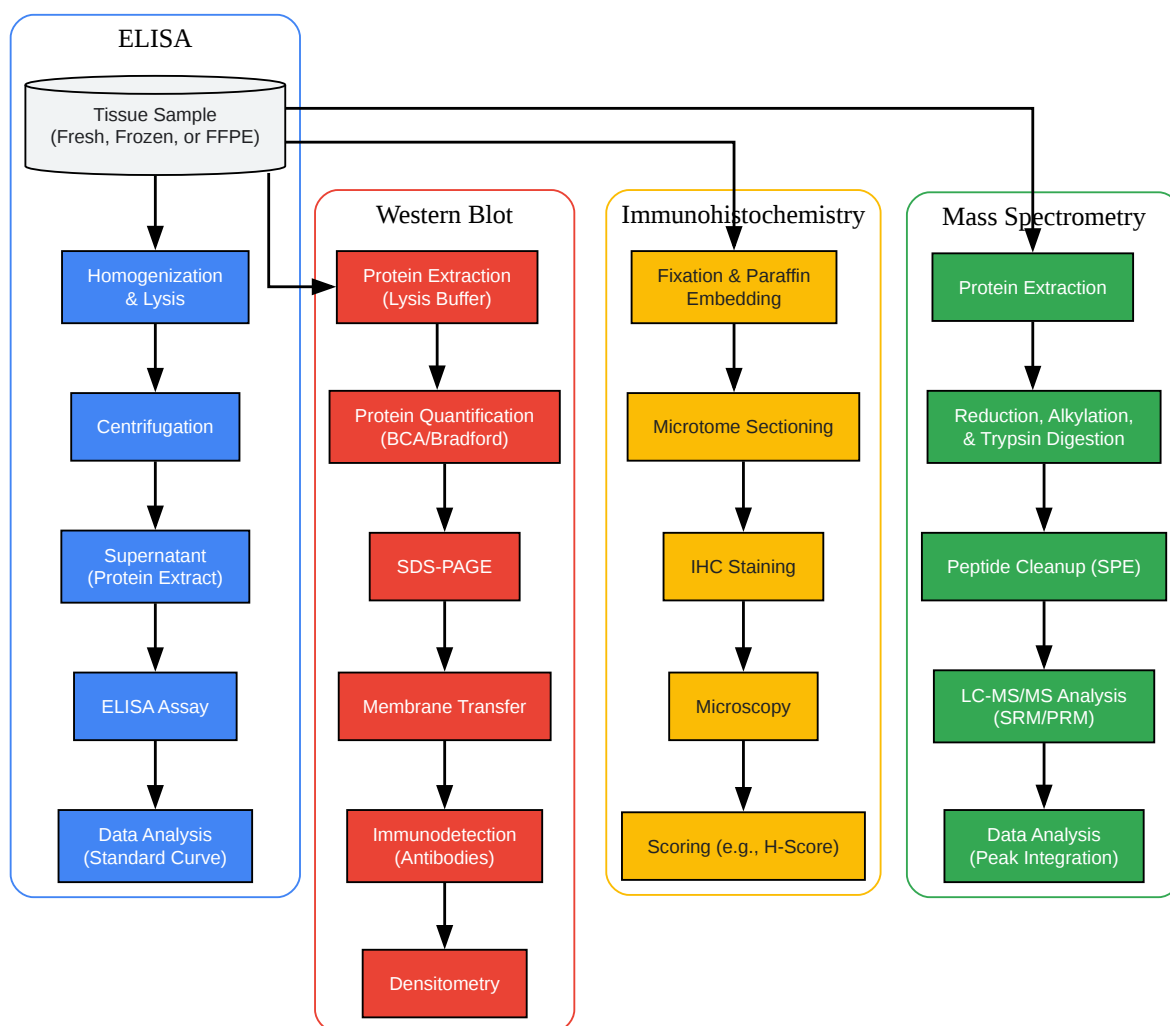 ELISA
Tissue Sample
(Fresh, Frozen, or FFPE)
Homogenization
& Lysis
Centrifugation
Supernatant
(Protein Extract)
ELISA Assay
Data Analysis
(Standard Curve)
Western Blot
Protein Extraction
(Lysis Buffer)
Protein Quantification
(BCA/Bradford)
SDS-PAGE
Membrane Transfer
Immunodetection
(Antibodies)
Densitometry
Immunohistochemistry
Fixation & Paraffin
Embedding
Microtome Sectioning
IHC Staining
Microscopy
Scoring (e.g., H-Score)
Mass Spectrometry
Protein Extraction
Reduction, Alkylation,
& Trypsin Digestion
Peptide Cleanup (SPE)
LC-MS/MS Analysis
(SRM/PRM)
Data Analysis
(Peak Integration)